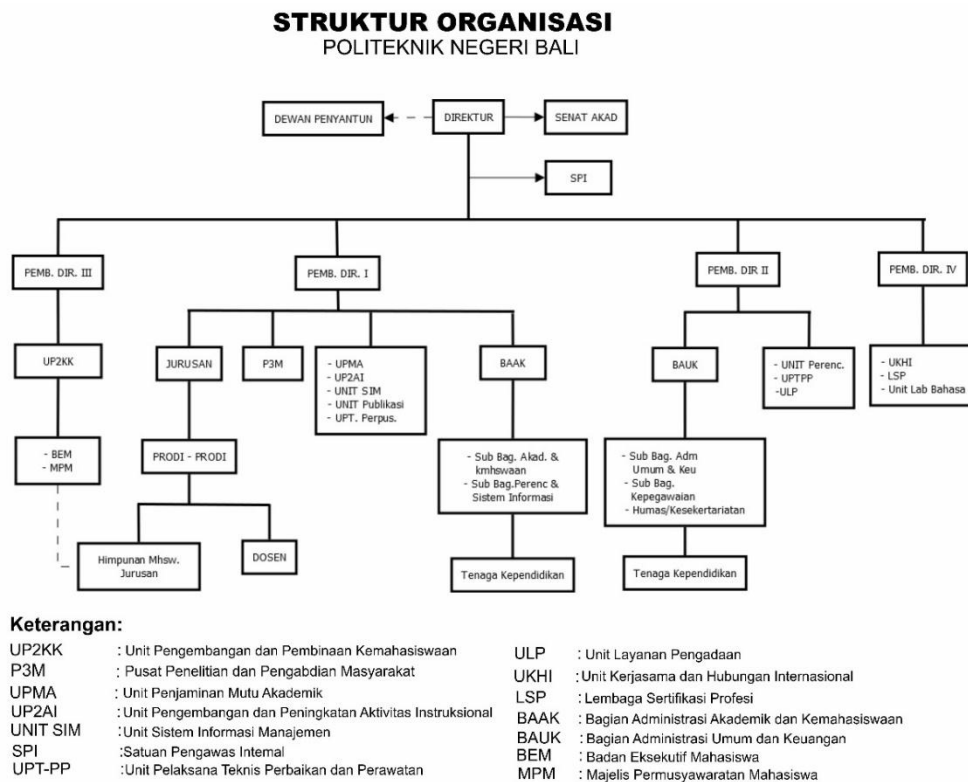 STRUKTUR ORGANISASI
POLITEKNIK NEGERI BALI
DEWAN PENYANTUN
DIREKTUR
SENAT AKAD
SPI
PEMB. DIR. III
PEMB. DIR. I
PEMB. DIR II
PEMB. DIR. IV
UP2KK
JURUSAN
P3M
- UPMA
- UP2AI
- UNIT SIM
- UNIT Publikasi
- UPT. Perpus.
BAAK
BAUK
- UNIT Perenc.
- UPTPP
-ULP
- UKHI
- LSP
- Unit Lab Bahasa
- BEM
- MPM
PRODI - PRODI
- Sub Bag. Akad. &
kmhswaan
- Sub Bag.Perenc &
Sistem Informasi
- Sub Bag. Adm
Umum & Keu
- Sub Bag.
Kepegawaian
- Humas/Kesekertariatan
Himpunan Mhsw.
Jurusan
DOSEN
Tenaga Kependidikan
Tenaga Kependidikan
Keterangan:
UP2KK : Unit Pengembangan dan Pembinaan Kemahasiswaan
P3M : Pusat Penelitian dan Pengabdian Masyarakat
UPMA : Unit Penjaminan Mutu Akademik
UP2AI : Unit Pengembangan dan Peningkatan Aktivitas Instruksional
UNIT SIM : Unit Sistem Informasi Manajemen
SPI :Satuan Pengawas Internal
UPT-PP :Unit Pelaksana Teknis Perbaikan dan Perawatan
ULP : Unit Layanan Pengadaan
UKHI : Unit Kerjasama dan Hubungan Internasional
LSP : Lembaga Sertifikasi Profesi
BAAK : Bagian Administrasi Akademik dan Kemahasiswaan
BAUK : Bagian Administrasi Umum dan Keuangan
BEM : Badan Eksekutif Mahasiswa
MPM : Majelis Permusyawaratan Mahasiswa